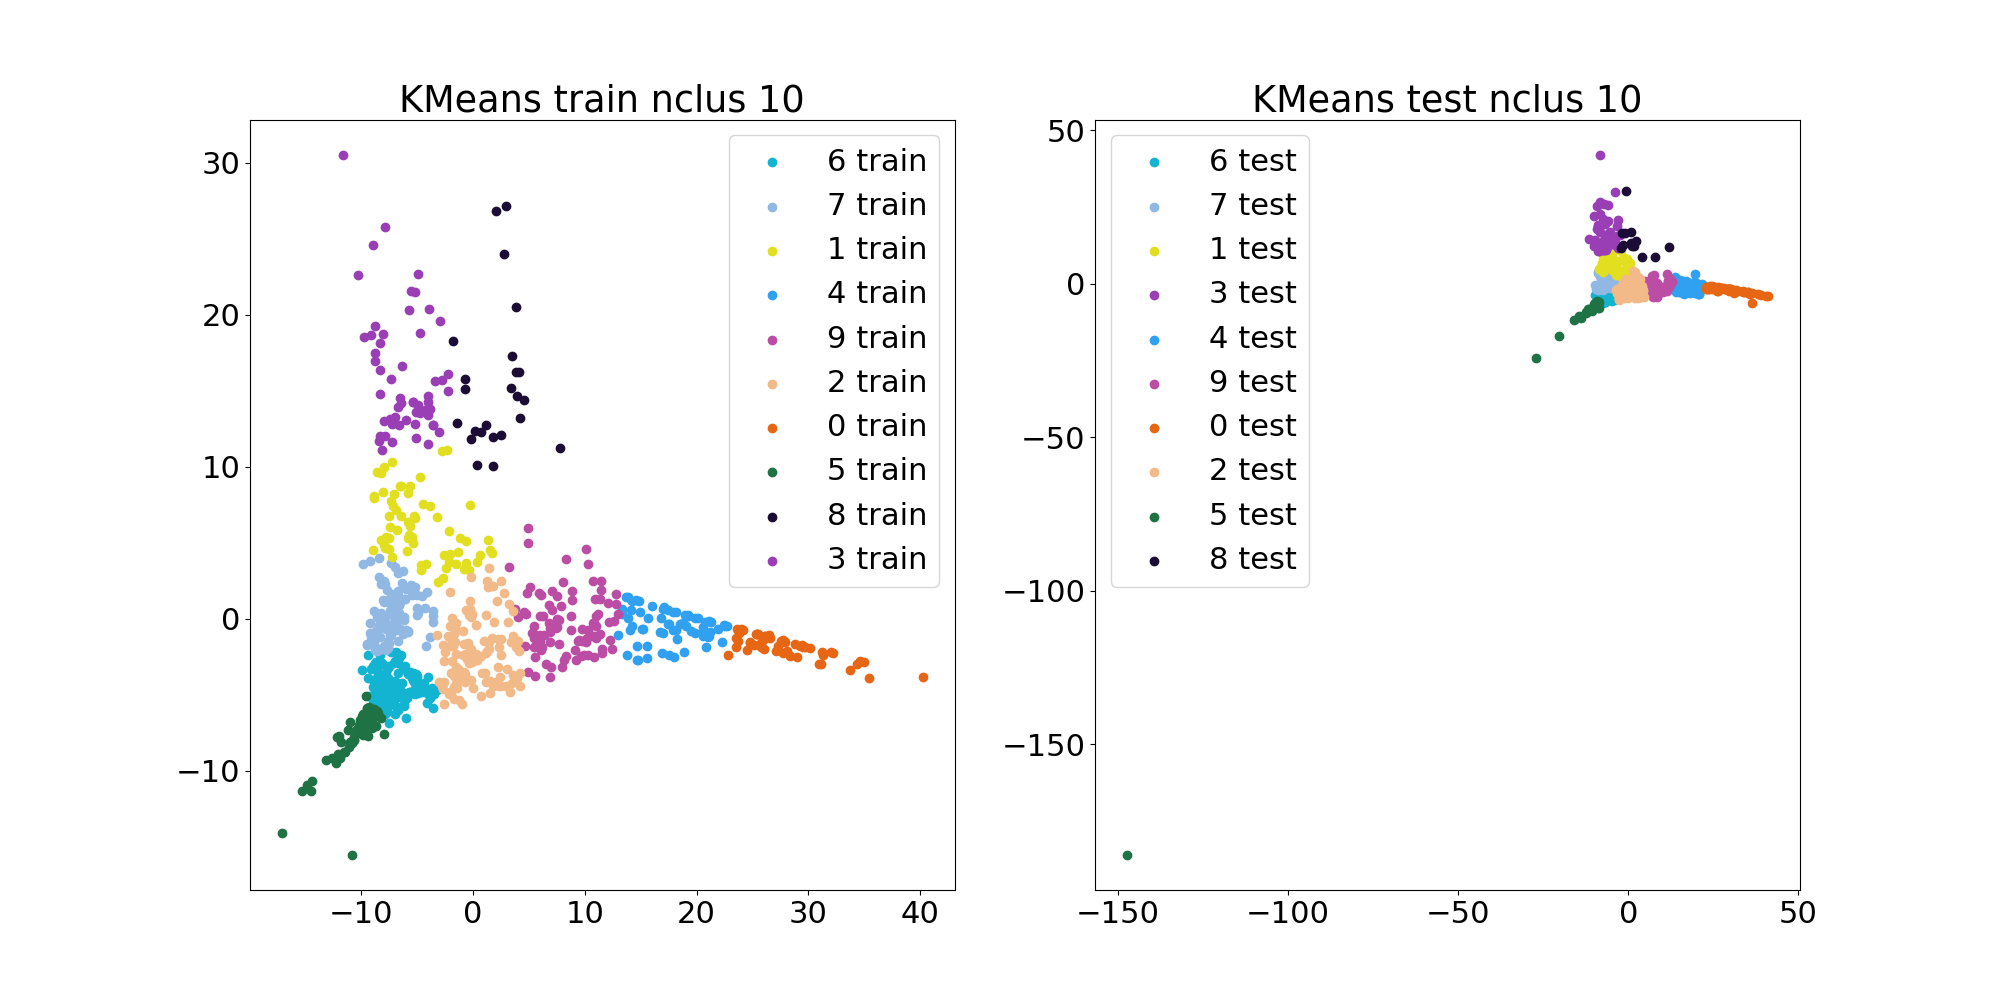 KMeans train nclus 10
30
20
10
0
−10
−10 0 10 20 30 40
6 train
7 train
1 train
4 train
9 train
2 train
0 train
5 train
8 train
3 train
KMeans test nclus 10
50
0
−50
−100
−150
−150 −100 −50 0 50
6 test
7 test
1 test
3 test
4 test
9 test
0 test
2 test
5 test
8 test